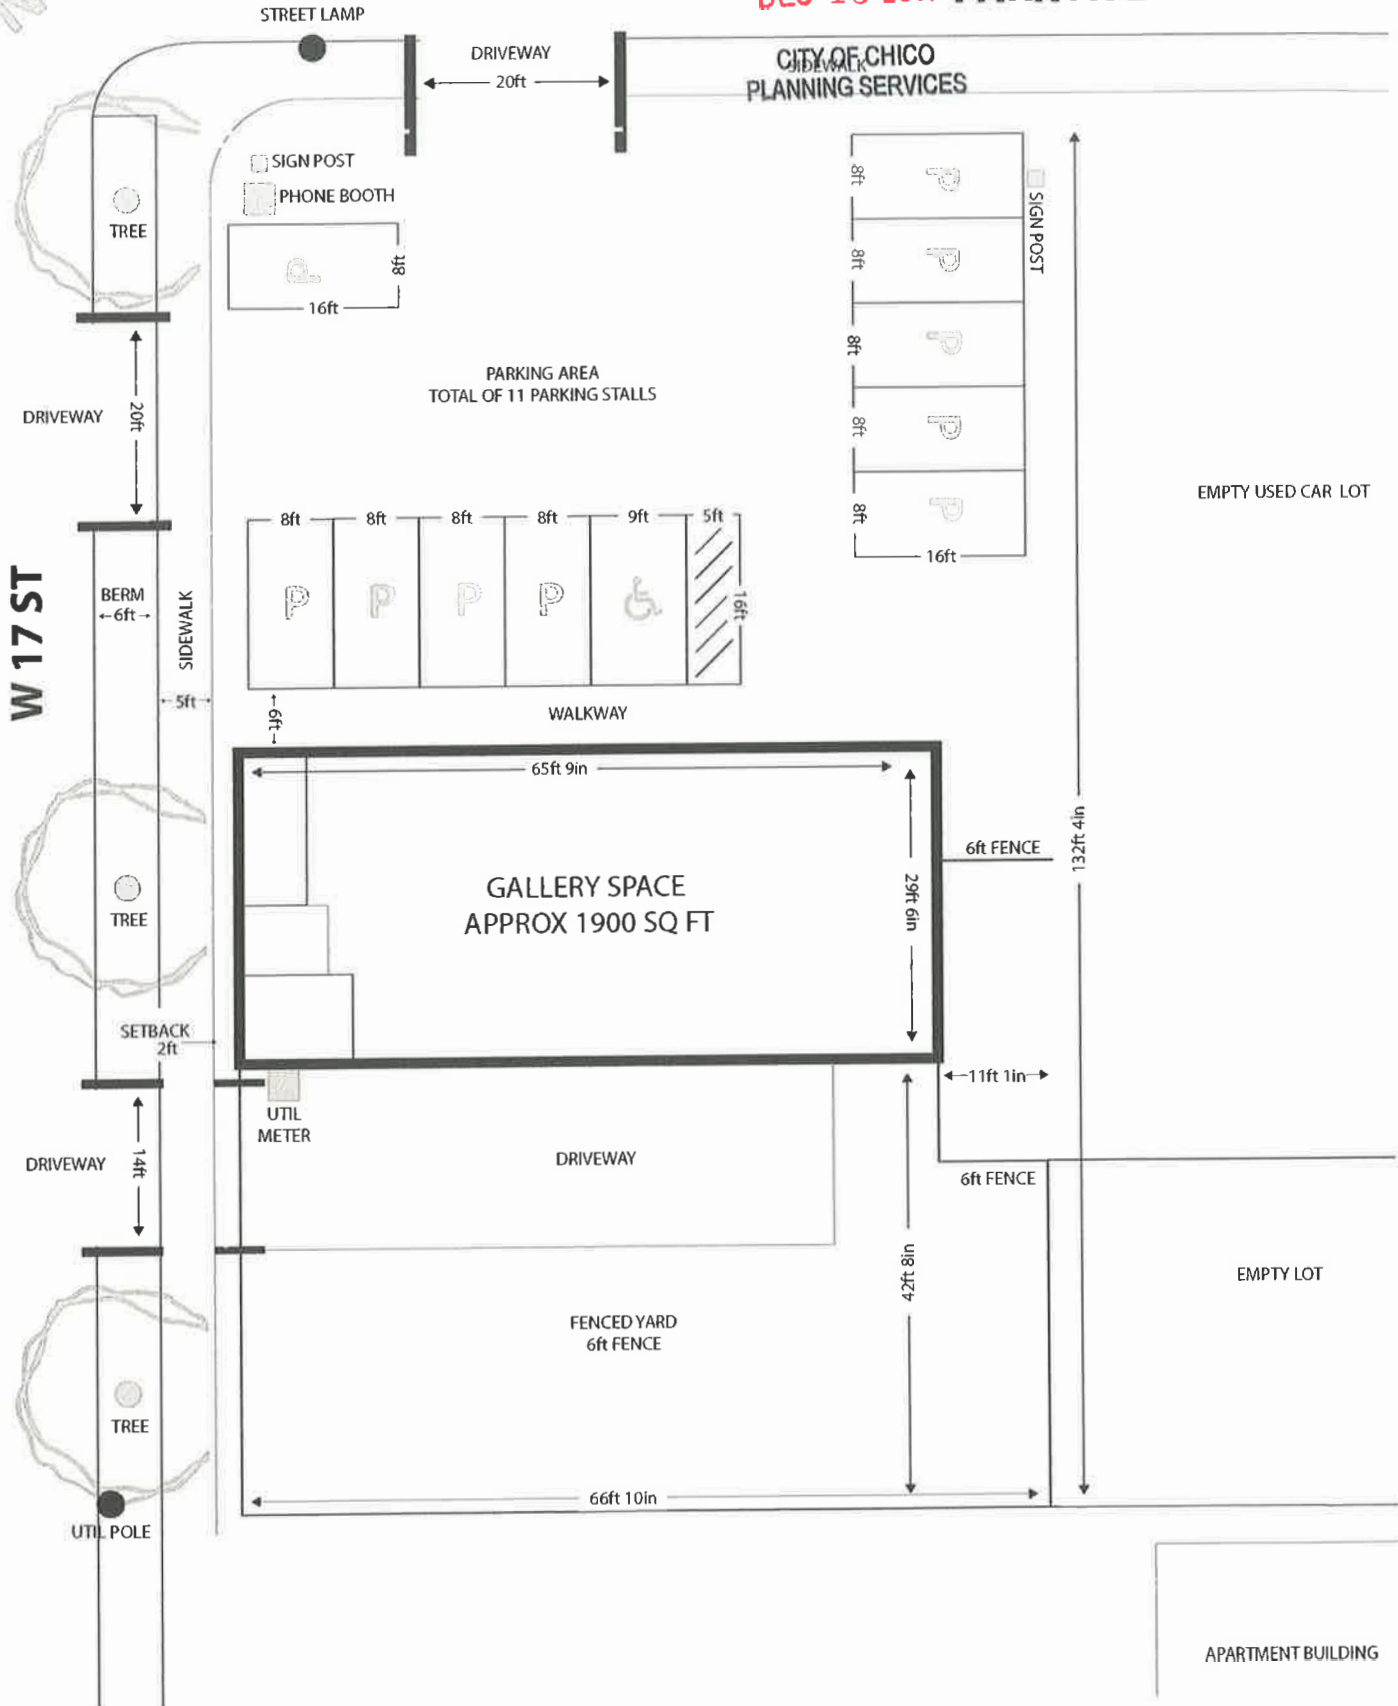 STREET LAMP
DRIVEWAY
20ft
CITY OF CHICO
SIDEWALK
PLANNING SERVICES
SIGN POST
PHONE BOOTH
TREE
P
8ft
16ft
8ft
P
8ft
P
8ft
P
8ft
P
8ft
P
16ft
SIGN POST
PARKING AREA
TOTAL OF 11 PARKING STALLS
DRIVEWAY
20ft
EMPTY USED CAR LOT
8ft
8ft
8ft
8ft
9ft
5ft
P
P
P
P
16ft
W 17 ST
BERM
6ft
SIDEWALK
5ft
6ft
WALKWAY
65ft 9in
29ft 6in
GALLERY SPACE
APPROX 1900 SQ FT
6ft FENCE
132ft 4in
TREE
SETBACK
2ft
11ft 1in
UTIL
METER
DRIVEWAY
14ft
DRIVEWAY
6ft FENCE
42ft 8in
EMPTY LOT
FENCED YARD
6ft FENCE
TREE
66ft 10in
UTIL POLE
APARTMENT BUILDING